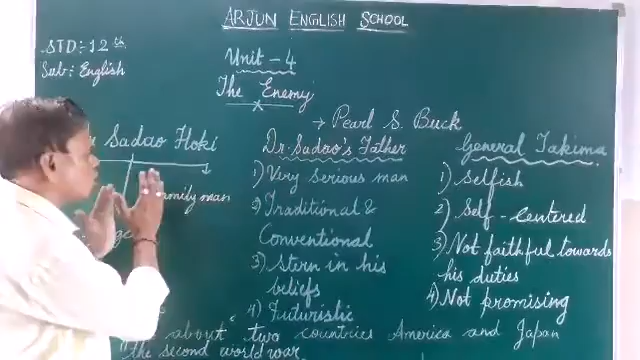 ARJUN ENGLISH SCHOOL
STD:-12th
Sub: English
Unit - 4
The Enemy
→ Pearl S. Buck
Sadao Hoki
family man
Dr. Sadao's Father
1) Very serious man
2) Traditional &
Conventional
3) Stern in his
beliefs
4) Futuristic
General Takima
1) Selfish
2) Self-centered
3) Not faithful towards
his duties
4) Not promising
about two countries America and Japan
the second world war